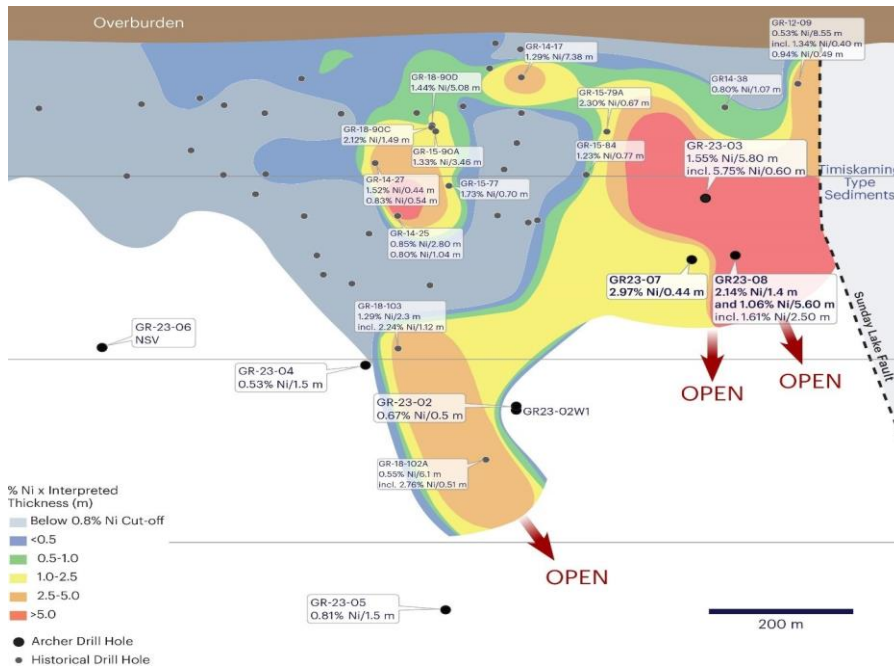 Overburden
GR-12-09
0.53% Ni/8.55 m
incl. 1.34% Ni/0.40 m
0.94% Ni/0.49 m
GR-14-17
1.29% Ni/7.38 m
GR-18-90D
1.44% Ni/5.08 m
GR-15-79A
2.30% Ni/0.67 m
GR14-38
0.80% Ni/1.07 m
GR-18-90C
2.12% Ni/1.49 m
GR-15-90A
1.33% Ni/3.46 m
GR-15-84
1.23% Ni/0.77 m
GR-23-03
1.55% Ni/5.80 m
incl. 5.75% Ni/0.60 m
Timiskaming
Type
Sediments
GR-14-27
1.52% Ni/0.44 m
0.83% Ni/0.54 m
GR-15-77
1.73% Ni/0.70 m
GR-14-25
0.85% Ni/2.80 m
0.80% Ni/1.04 m
GR23-07
2.97% Ni/0.44 m
GR23-08
2.14% Ni/1.4 m
and 1.06% Ni/5.60 m
incl. 1.61% Ni/2.50 m
Sunday Lake Fault
GR-18-103
1.29% Ni/2.3 m
incl. 2.24% Ni/1.12 m
GR-23-06
NSV
GR-23-04
0.53% Ni/1.5 m
OPEN
OPEN
GR-23-02
0.67% Ni/0.5 m
GR23-02W1
GR-18-102A
0.55% Ni/6.1 m
incl. 2.76% Ni/0.51 m
OPEN
% Ni x Interpreted
Thickness (m)
Below 0.8% Ni Cut-off
<0.5
0.5-1.0
1.0-2.5
2.5-5.0
>5.0
Archer Drill Hole
Historical Drill Hole
GR-23-05
0.81% Ni/1.5 m
200 m